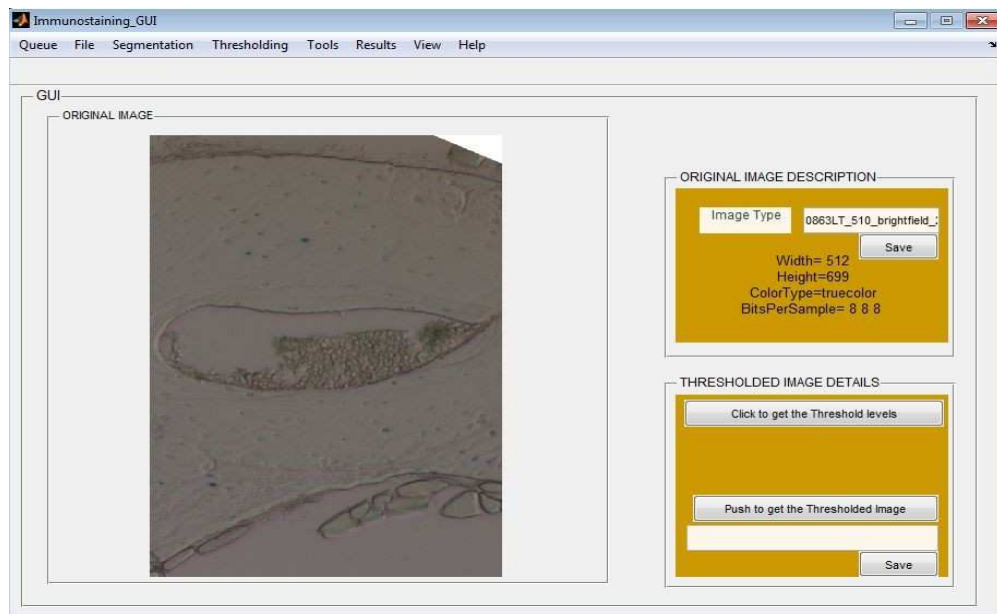 Immunostaining_GUI
Queue File Segmentation Thresholding Tools Results View Help
GUI
ORIGINAL IMAGE
ORIGINAL IMAGE DESCRIPTION
Image Type
0863LT_510_brightfield_
Save
Width= 512
Height=699
ColorType=truecolor
BitsPerSample= 8 8 8
THRESHOLDED IMAGE DETAILS
Click to get the Threshold levels
Push to get the Thresholded Image
Save